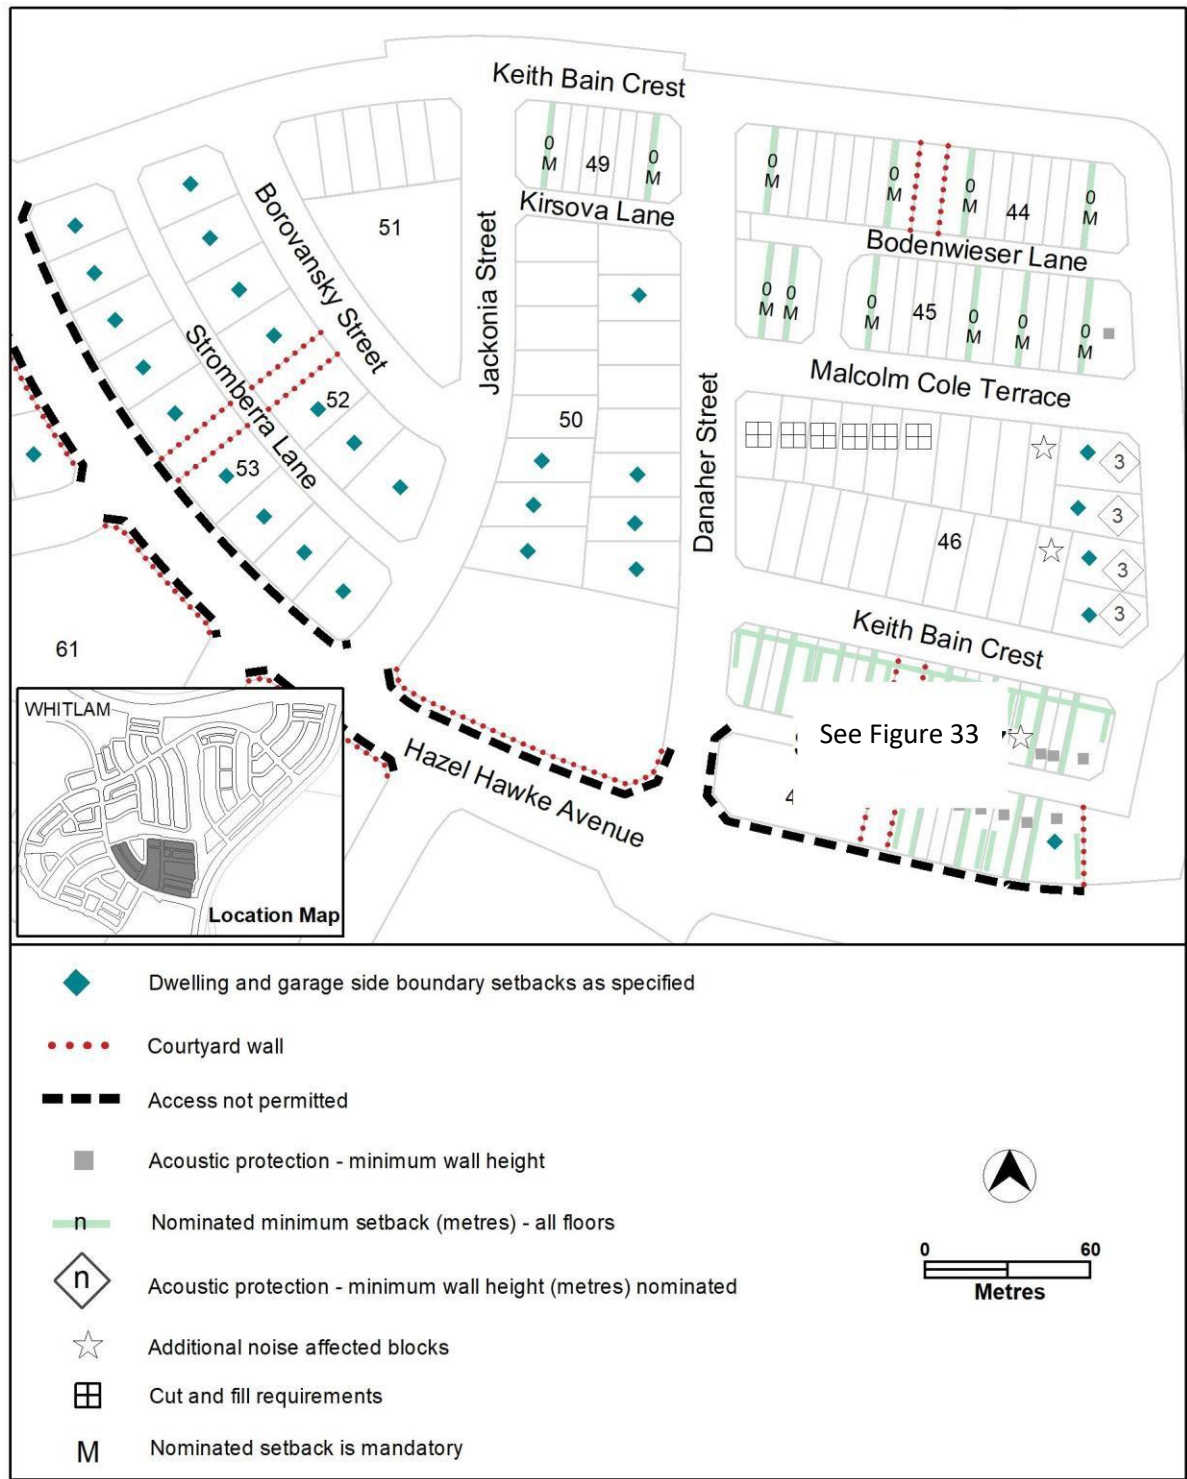 Keith Bain Crest
0
M
49
0
M
Kirsova Lane
0
M
0
M
0
M
44
0
M
Bodenwieser Lane
51
Borovansky Street
Jackonia Street
Stromberra Lane
52
53
50
Danaher Street
0
M
0
M
0
M
45
0
M
0
M
0
M
Malcolm Cole Terrace
3
3
3
3
46
Keith Bain Crest
See Figure 33
61
Hazel Hawke Avenue
WHITLAM
Location Map
Dwelling and garage side boundary setbacks as specified
Courtyard wall
Access not permitted
Acoustic protection - minimum wall height
n
Nominated minimum setback (metres) - all floors
n
Acoustic protection - minimum wall height (metres) nominated
Additional noise affected blocks
Cut and fill requirements
M
Nominated setback is mandatory
0
60
Metres